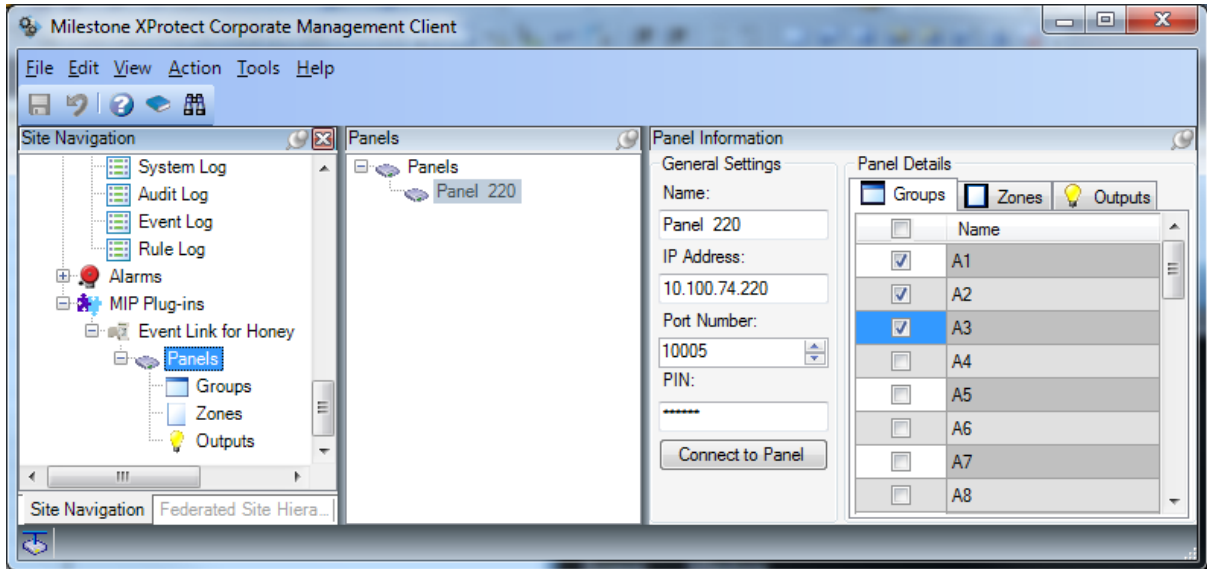 Milestone XProtect Corporate Management Client
File Edit View Action Tools Help
Site Navigation
System Log
Audit Log
Event Log
Rule Log
Alarms
MIP Plug-ins
Event Link for Honey
Panels
Groups
Zones
Outputs
Site Navigation Federated Site Hiera...
Panels
Panels
Panel 220
Panel Information
General Settings
Name:
Panel 220
IP Address:
10.100.74.220
Port Number:
10005
PIN:
******
Connect to Panel
Panel Details
Groups Zones Outputs
Name
A1
A2
A3
A4
A5
A6
A7
A8